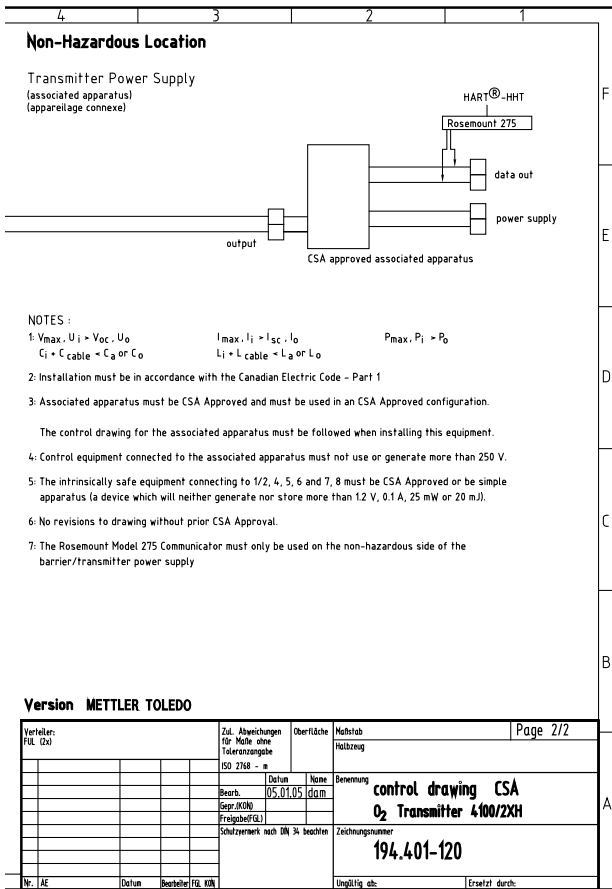 4 3 2 1
Non-Hazardous Location
F
Transmitter Power Supply
(associated apparatus)
(appareilage connexe)
HART®-HHT
Rosemount 275
data out
power supply
E
output
CSA approved associated apparatus
NOTES :
1: Vmax , U i > Voc , Uo I max , I i > I sc , I o Pmax , Pi > Po
Ci + C cable < Ca or Co Li + L cable < La or Lo
D
2: Installation must be in accordance with the Canadian Electric Code - Part 1
3: Associated apparatus must be CSA Approved and must be used in an CSA Approved configuration.
The control drawing for the associated apparatus must be followed when installing this equipment.
4: Control equipment connected to the associated apparatus must not use or generate more than 250 V.
5: The intrinsically safe equipment connecting to 1/2, 4, 5, 6 and 7, 8 must be CSA Approved or be simple
apparatus (a device which will neither generate nor store more than 1.2 V, 0.1 A, 25 mW or 20 mJ).
C
6: No revisions to drawing without prior CSA Approval.
7: The Rosemount Model 275 Communicator must only be used on the non-hazardous side of the
barrier/transmitter power supply
B
Version METTLER TOLEDO
Verteiler:
FUL (2x)
Zul. Abweichungen
für Maße ohne
Toleranzangabe
ISO 2768 - m
Oberfläche
Maßstab
Page 2/2
Halbzeug
Datum Name
Bearb. 05.01.05 dam
Gepr.(KON)
Freigabe(FGL)
Benennung
control drawing CSA
O2 Transmitter 4100/2XH
A
Schutzvermerk nach DIN 34 beachten
Zeichnungsnummer
194.401-120
Nr. AE Datum Bearbeiter FGL KON
Ungültig ab: Ersetzt durch: